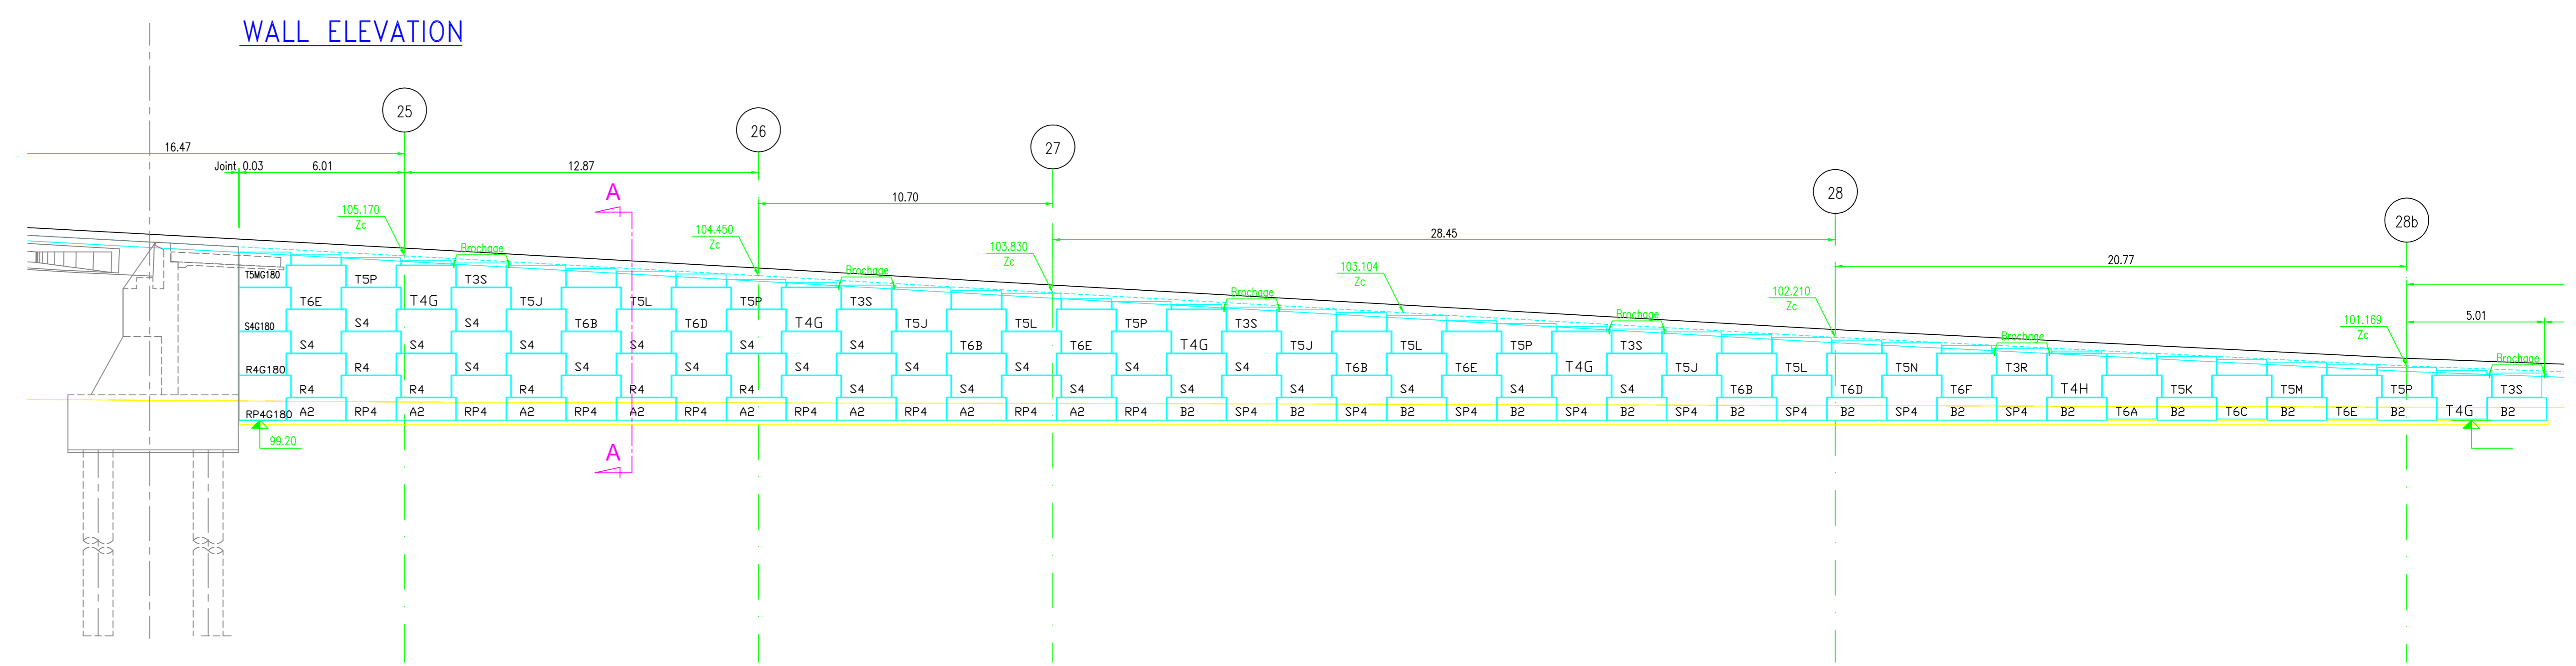 WALL ELEVATION
25
26
27
28
28b
16.47
Joint 0.03 6.01 12.87
10.70
28.45
20.77
5.01
A
105.170
Zc
104.450
Zc
103.830
Zc
103.104
Zc
102.210
Zc
101.169
Zc
Brochage Brochage Brochage Brochage Brochage Brochage
T5MG180 T5P T3S
T6E T4G T5J T5L T5P T3S
S4G180 S4 S4 T6B T6D T4G T5J T5L T5P T3S
S4 S4 S4 S4 S4 S4 T6B T6E T4G T5J T5L T5P T3S
R4G180 R4 S4 S4 S4 S4 S4 S4 S4 S4 T6B T6E T4G T5J T5L T5N T3R
R4 R4 R4 R4 R4 S4 S4 S4 S4 S4 S4 S4 S4 T6B T6D T6F T4H T5K T5M T5P T3S
RP4G180 A2 RP4 A2 RP4 A2 RP4 A2 RP4 A2 RP4 A2 RP4 A2 RP4 A2 RP4 B2 SP4 B2 SP4 B2 SP4 B2 SP4 B2 SP4 B2 SP4 B2 SP4 B2 SP4 B2 T6A B2 T6C B2 T6E B2 T4G B2
99.20
A